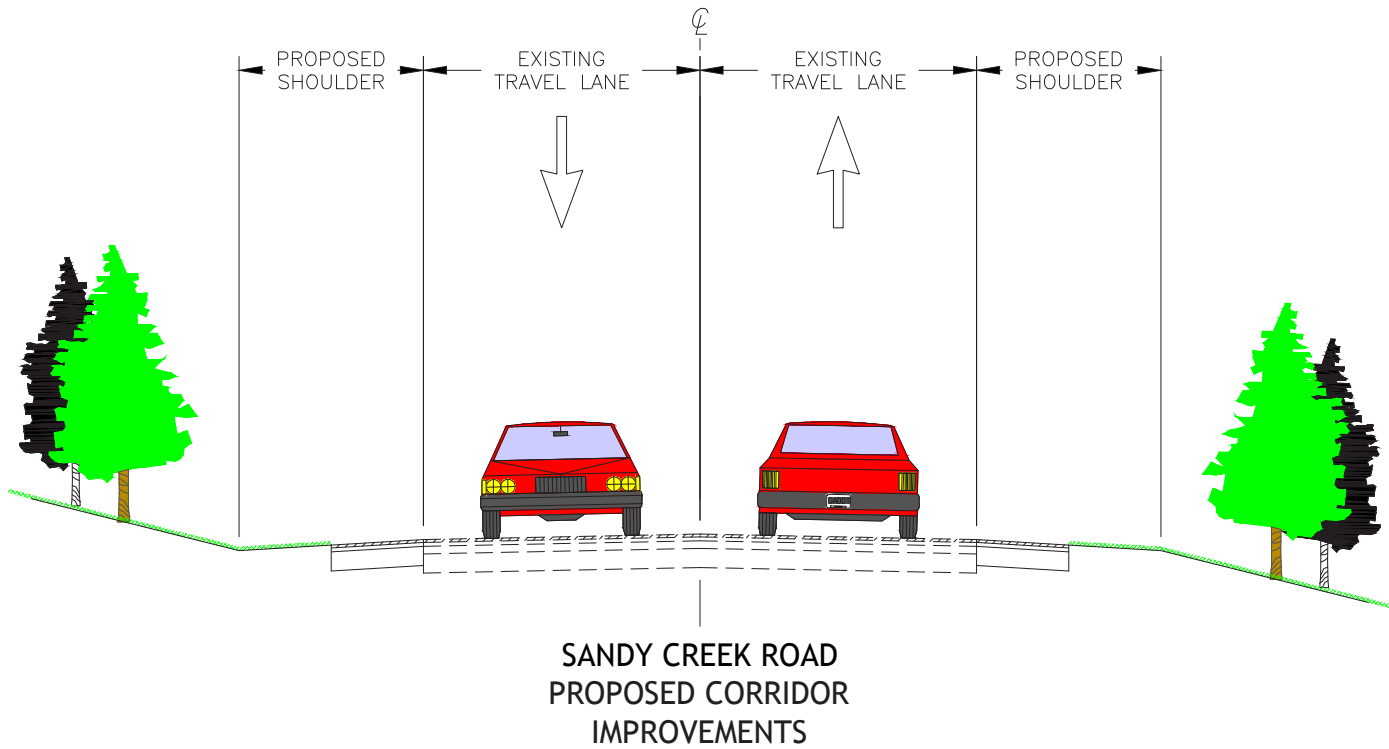 ℄
PROPOSED
SHOULDER
EXISTING
TRAVEL LANE
EXISTING
TRAVEL LANE
PROPOSED
SHOULDER
SANDY CREEK ROAD
PROPOSED CORRIDOR
IMPROVEMENTS